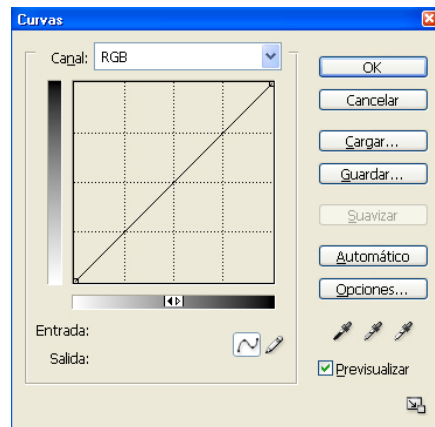 Curvas
Canal: RGB
OK
Cancelar
Cargar...
Guardar...
Suavizar
Automático
Opciones...
Entrada:
Salida:
Previsualizar